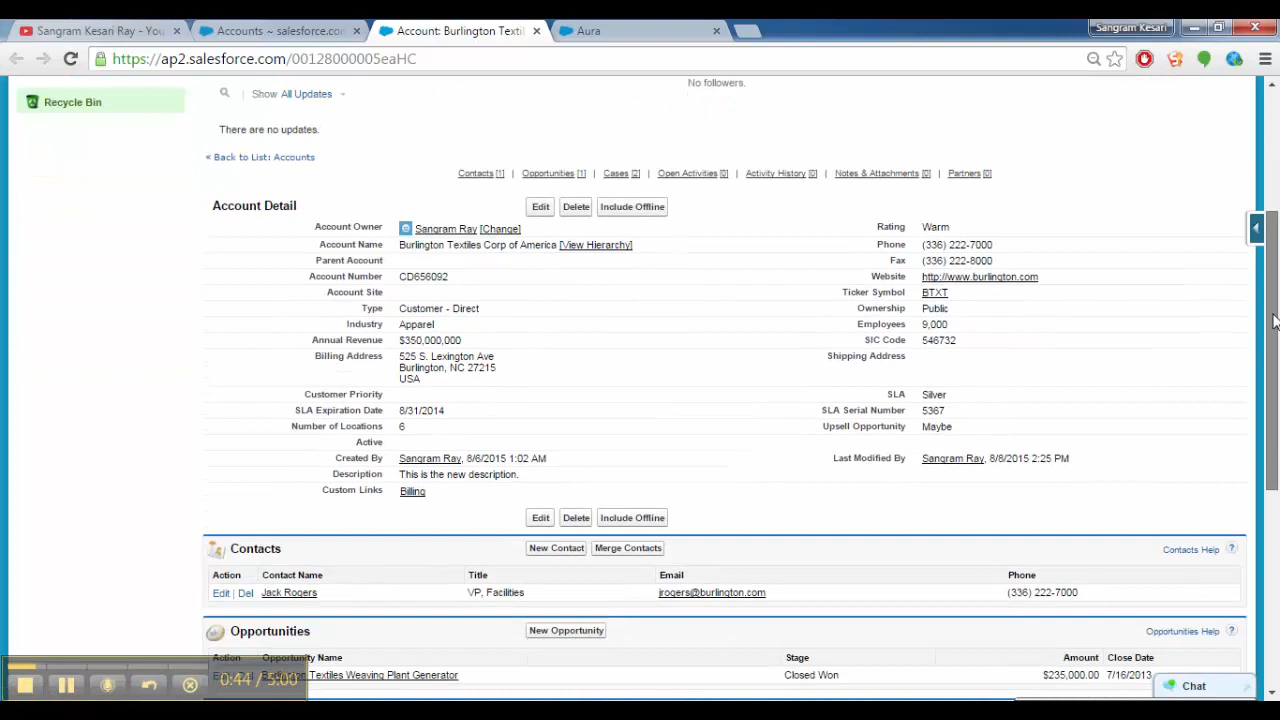 Sangram Kesari Ray - You
Accounts ~ salesforce.com
Account: Burlington Texti
Aura
Sangram Kesari
https://ap2.salesforce.com/00128000005eaHC
No followers.
Recycle Bin
Show All Updates
There are no updates.
« Back to List: Accounts
Contacts [1] | Opportunities [1] | Cases [2] | Open Activities [0] | Activity History [0] | Notes & Attachments [0] | Partners [0]
Account Detail Edit Delete Include Offline
Account Owner Sangram Ray [Change] Rating Warm
Account Name Burlington Textiles Corp of America [View Hierarchy] Phone (336) 222-7000
Parent Account Fax (336) 222-8000
Account Number CD656092 Website http://www.burlington.com
Account Site Ticker Symbol BTXT
Type Customer - Direct Ownership Public
Industry Apparel Employees 9,000
Annual Revenue $350,000,000 SIC Code 546732
Billing Address 525 S. Lexington Ave Shipping Address
Burlington, NC 27215
USA
Customer Priority SLA Silver
SLA Expiration Date 8/31/2014 SLA Serial Number 5367
Number of Locations 6 Upsell Opportunity Maybe
Active
Created By Sangram Ray, 8/6/2015 1:02 AM Last Modified By Sangram Ray, 8/8/2015 2:25 PM
Description This is the new description.
Custom Links Billing
Edit Delete Include Offline
Contacts New Contact Merge Contacts Contacts Help ?
Action Contact Name Title Email Phone
Edit | Del Jack Rogers VP, Facilities jrogers@burlington.com (336) 222-7000
Opportunities New Opportunity Opportunities Help ?
Action Opportunity Name Stage Amount Close Date
Textiles Weaving Plant Generator Closed Won $235,000.00 7/16/2013
0:44 / 5:00
Chat